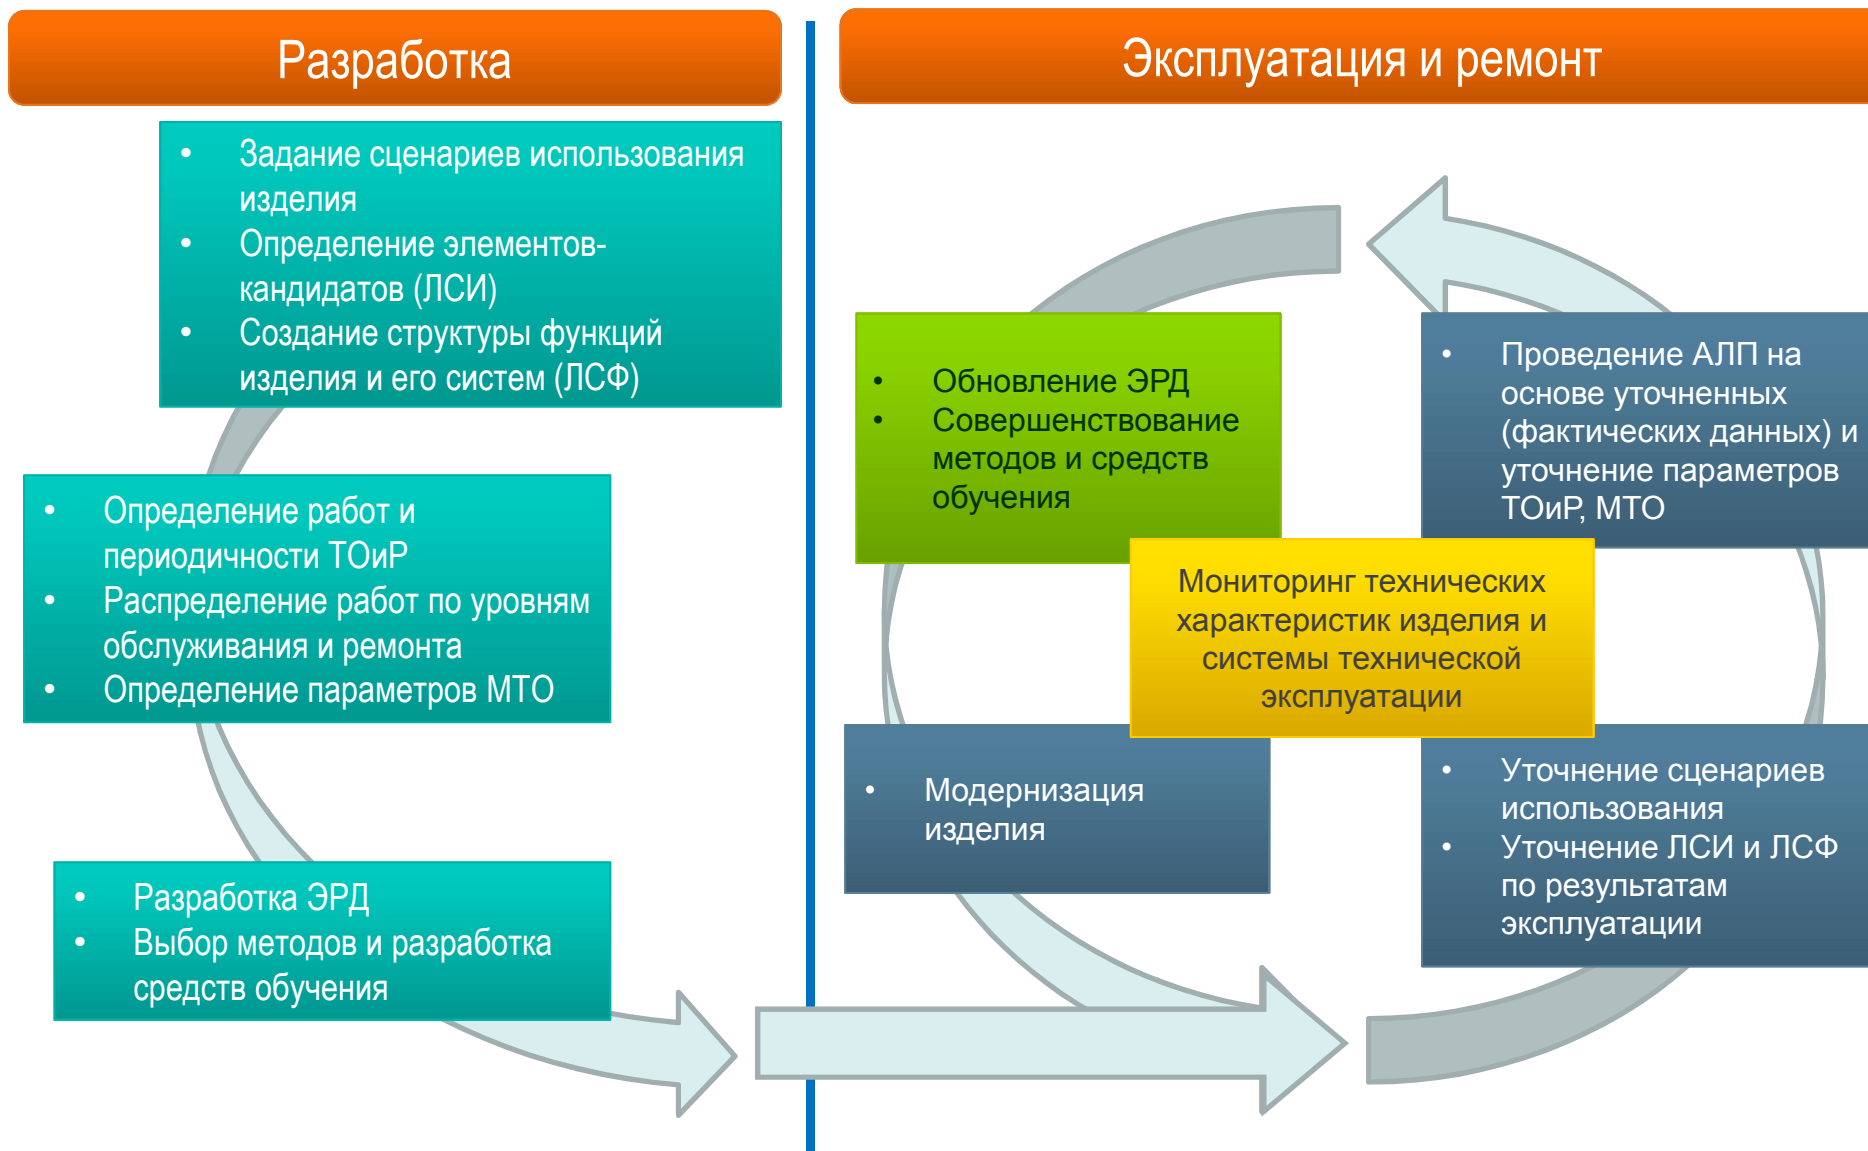 Разработка
• Задание сценариев использования
изделия
• Определение элементов-
кандидатов (ЛСИ)
• Создание структуры функций
изделия и его систем (ЛСФ)
• Определение работ и
периодичности ТОиР
• Распределение работ по уровням
обслуживания и ремонта
• Определение параметров МТО
• Разработка ЭРД
• Выбор методов и разработка
средств обучения
Эксплуатация и ремонт
• Обновление ЭРД
• Совершенствование
методов и средств
обучения
• Проведение АЛП на
основе уточненных
(фактических данных) и
уточнение параметров
ТОиР, МТО
Мониторинг технических
характеристик изделия и
системы технической
эксплуатации
• Модернизация
изделия
• Уточнение сценариев
использования
• Уточнение ЛСИ и ЛСФ
по результатам
эксплуатации